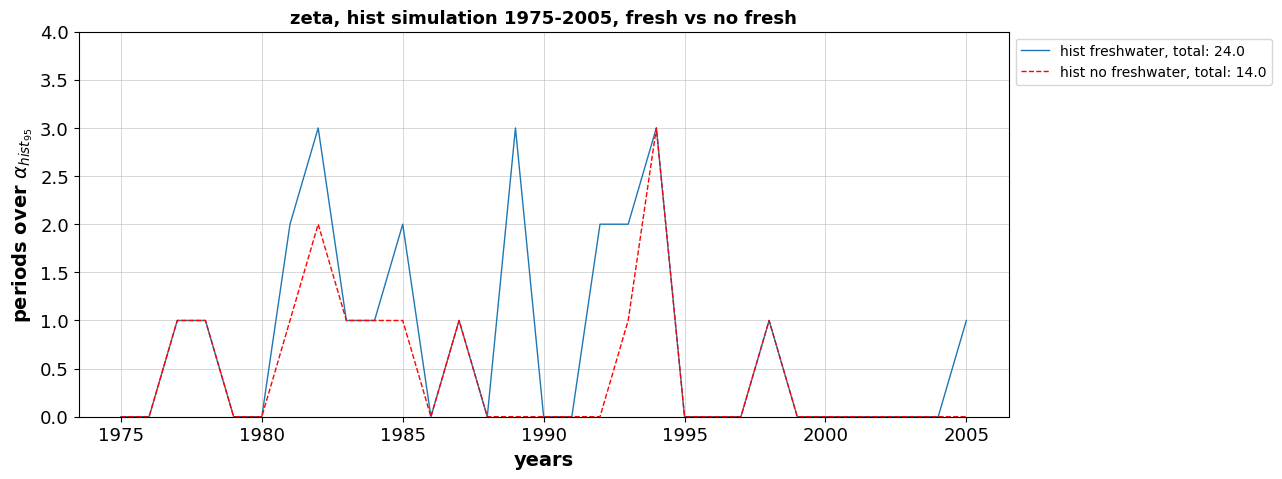 zeta, hist simulation 1975-2005, fresh vs no fresh
4.0
3.5
3.0
2.5
2.0
1.5
1.0
0.5
0.0
periods over α_hist_95
1975 1980 1985 1990 1995 2000 2005
years
hist freshwater, total: 24.0
hist no freshwater, total: 14.0